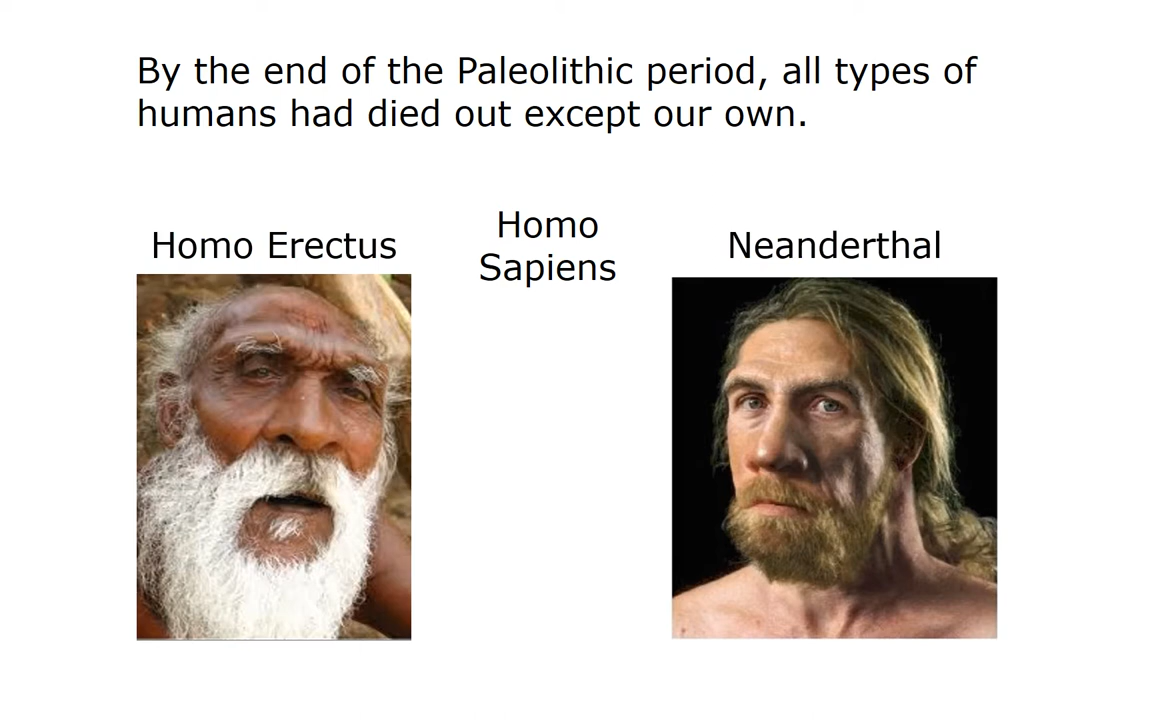 By the end of the Paleolithic period, all types of
humans had died out except our own.
Homo Erectus
Homo
Sapiens
Neanderthal